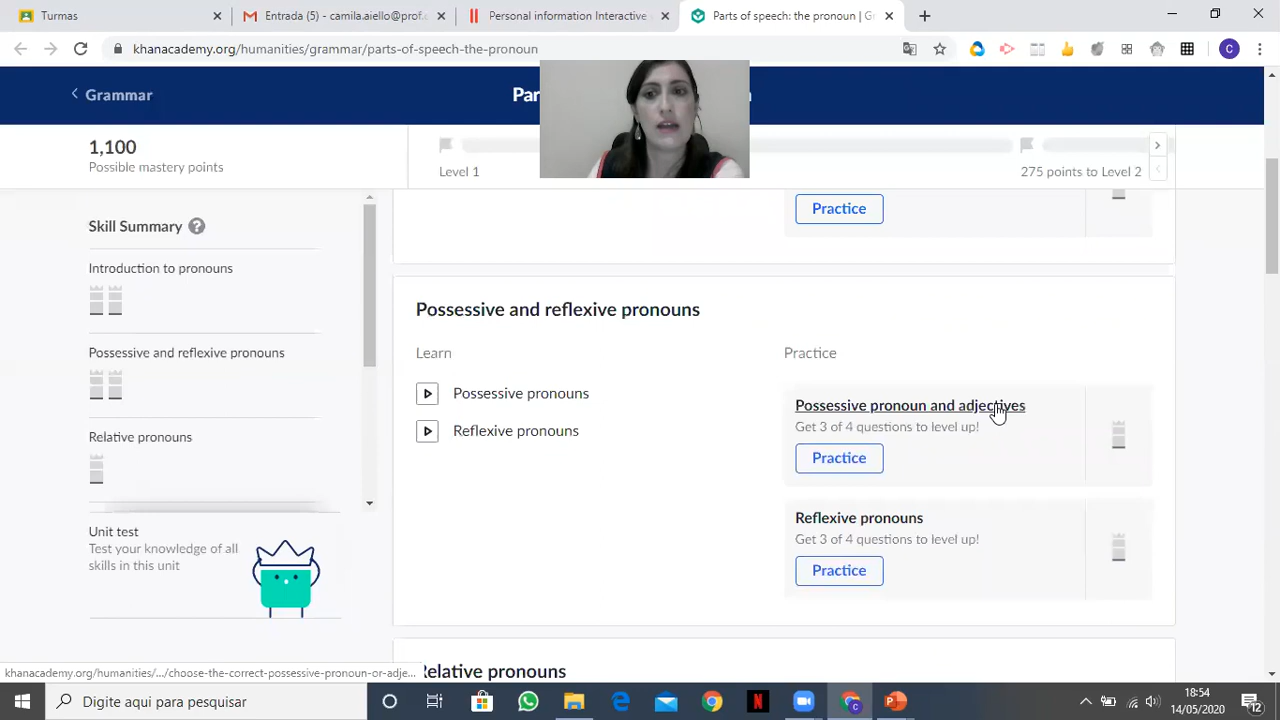 Turmas
Entrada (5) - camila.aiello@prof.
Personal information Interactive
Parts of speech: the pronoun | G
khanacademy.org/humanities/grammar/parts-of-speech-the-pronoun
C
Grammar
Par
1,100
Possible mastery points
Level 1
275 points to Level 2
Skill Summary ?
Introduction to pronouns
Possessive and reflexive pronouns
Relative pronouns
Unit test
Test your knowledge of all
skills in this unit
Practice
Possessive and reflexive pronouns
Learn
Possessive pronouns
Reflexive pronouns
Practice
Possessive pronoun and adjectives
Get 3 of 4 questions to level up!
Practice
Reflexive pronouns
Get 3 of 4 questions to level up!
Practice
Relative pronouns
khanacademy.org/humanities/.../choose-the-correct-possessive-pronoun-or-adje...
Digite aqui para pesquisar
18:54
14/05/2020
12